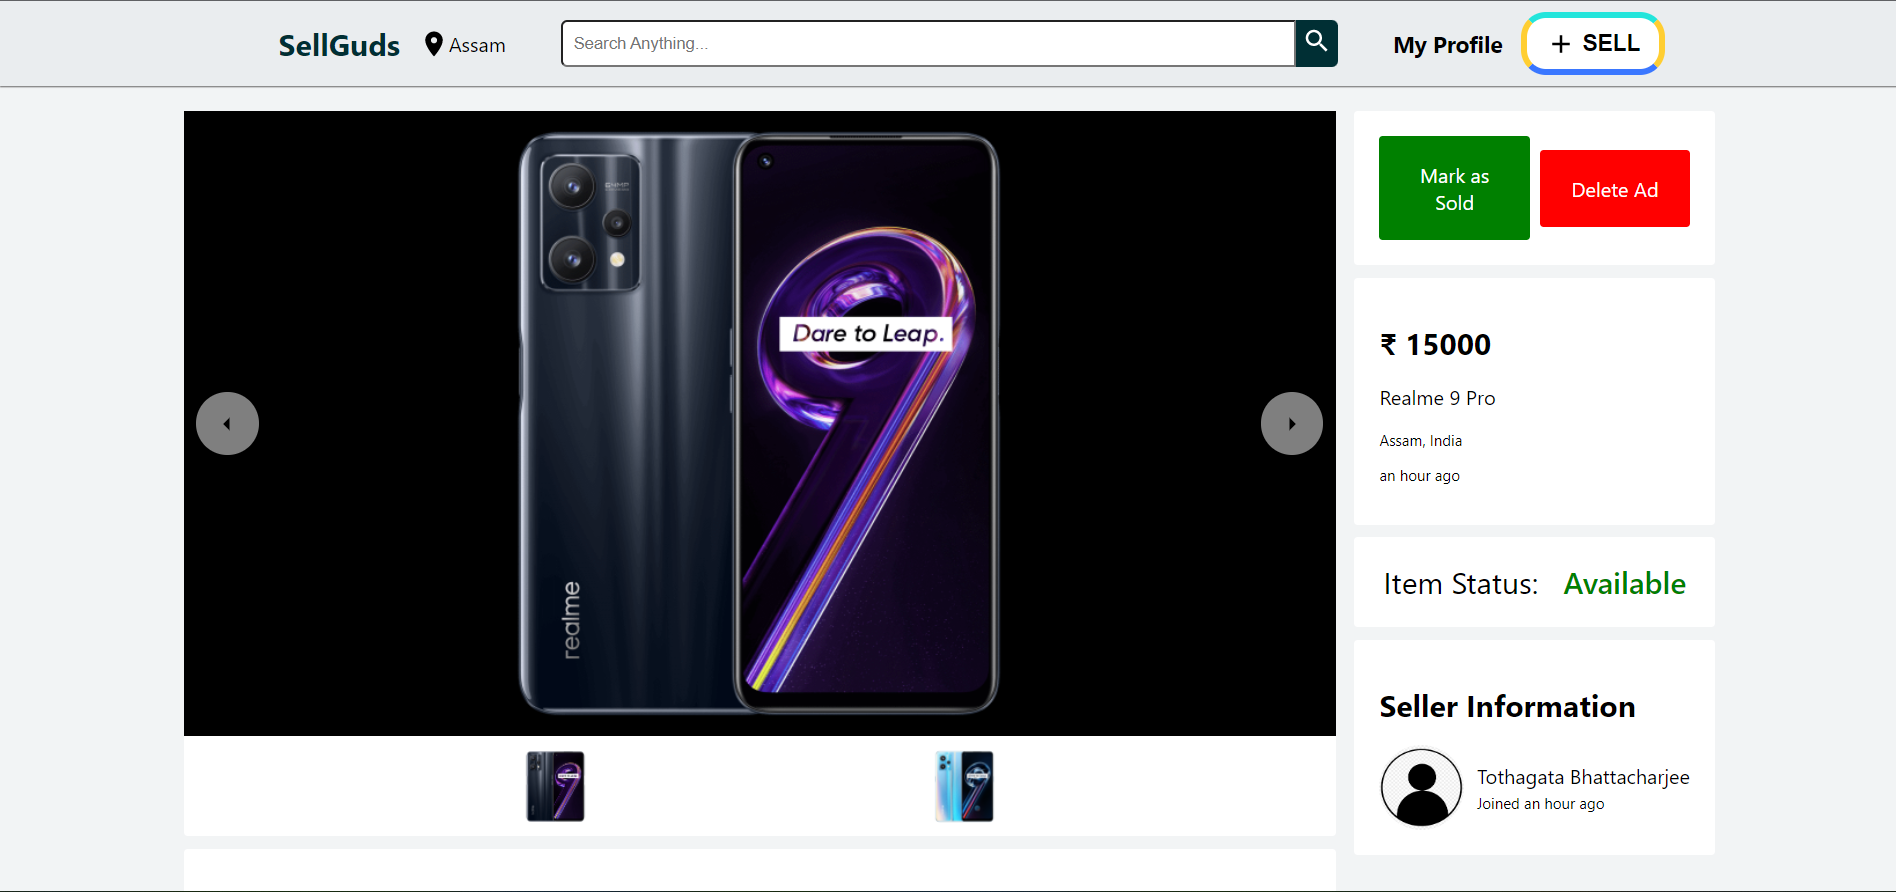 SellGuds
Assam
Search Anything...
My Profile
+ SELL
64MP
Dare to Leap.
realme
Mark as
Sold
Delete Ad
₹ 15000
Realme 9 Pro
Assam, India
an hour ago
Item Status: Available
Seller Information
Tothagata Bhattacharjee
Joined an hour ago